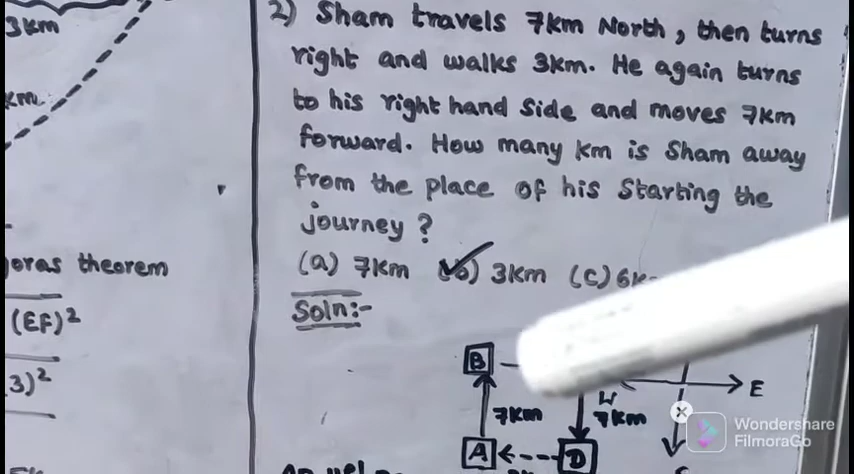 3km
km
goras theorem
(EF)²
3)²
2) Sham travels 7km North, then turns
right and walks 3km. He again turns
to his right hand side and moves 7km
forward. How many km is Sham away
from the place of his starting the
journey?
(a) 7km (b) 3km (c) 6k
Soln:-
B
E
W
7km
7km
A
D
Wondershare
FilmoraGo